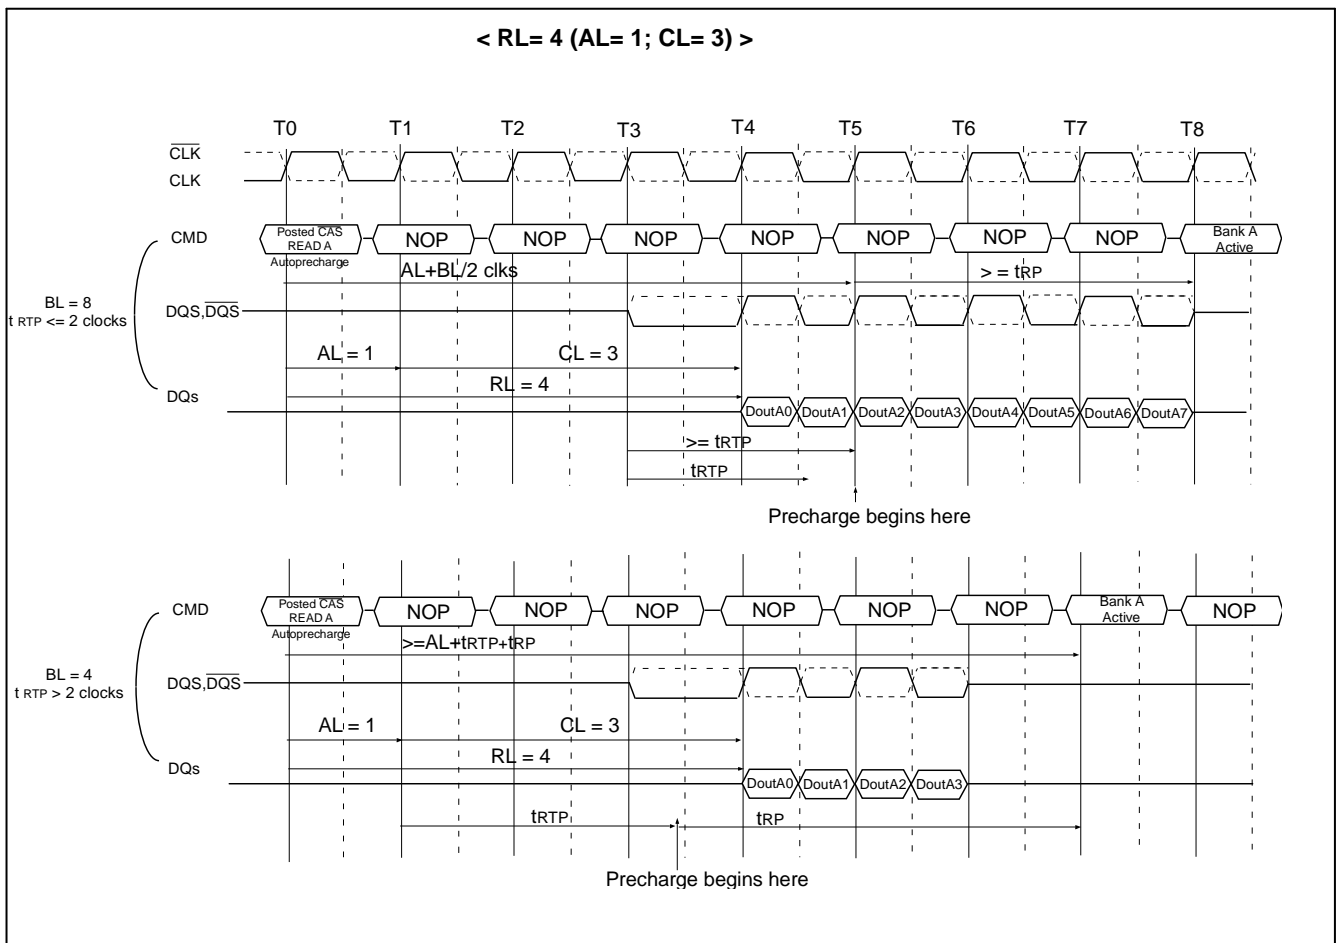 < RL= 4 (AL= 1; CL= 3) >
T0 T1 T2 T3 T4 T5 T6 T7 T8
CLK
CLK
CMD
Posted CAS
READ A
Autoprecharge
NOP NOP NOP NOP NOP NOP NOP
Bank A
Active
AL+BL/2 clks
> = tRP
BL = 8
t RTP <= 2 clocks
DQS,DQS
AL = 1
CL = 3
RL = 4
DQs
DoutA0 DoutA1 DoutA2 DoutA3 DoutA4 DoutA5 DoutA6 DoutA7
>= tRTP
tRTP
Precharge begins here
CMD
Posted CAS
READ A
Autoprecharge
NOP NOP NOP NOP NOP NOP
Bank A
Active
NOP
>=AL+tRTP+tRP
BL = 4
t RTP > 2 clocks
DQS,DQS
AL = 1
CL = 3
RL = 4
DQs
DoutA0 DoutA1 DoutA2 DoutA3
tRTP
tRP
Precharge begins here